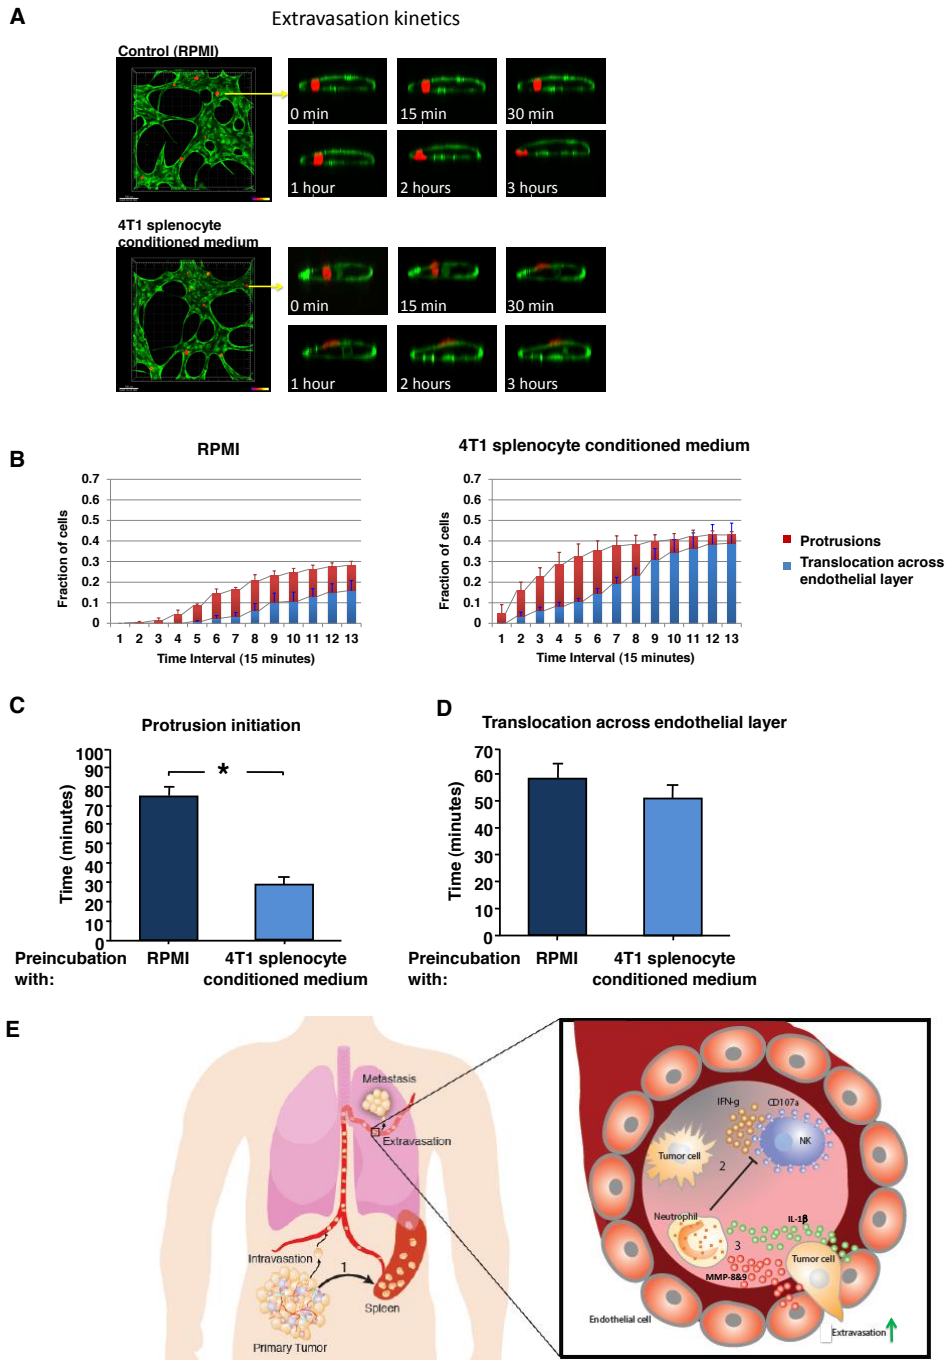 A
Extravasation kinetics
Control (RPMI)
0 min
15 min
30 min
1 hour
2 hours
3 hours
4T1 splenocyte
conditioned medium
0 min
15 min
30 min
1 hour
2 hours
3 hours
B
RPMI
4T1 splenocyte conditioned medium
Fraction of cells
0.7
0.6
0.5
0.4
0.3
0.2
0.1
0
1 2 3 4 5 6 7 8 9 10 11 12 13
Time Interval (15 minutes)
Fraction of cells
0.7
0.6
0.5
0.4
0.3
0.2
0.1
0
1 2 3 4 5 6 7 8 9 10 11 12 13
Time Interval (15 minutes)
Protrusions
Translocation across
endothelial layer
C
Protrusion initiation
Time (minutes)
100
90
80
70
60
50
40
30
20
10
0
*
Preincubation
with:
RPMI
4T1 splenocyte
conditioned medium
D
Translocation across endothelial layer
Time (minutes)
70
60
50
40
30
20
10
0
Preincubation
with:
RPMI
4T1 splenocyte
conditioned medium
E
Metastasis
Extravasation
Intravasation
1
Spleen
Primary Tumor
IFN-g
CD107a
NK
Tumor cell
2
Neutrophil
IL-1β
3
Tumor cell
MMP-8&9
Endothelial cell
Extravasation